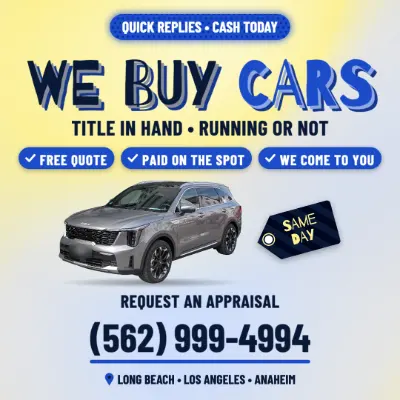 QUICK REPLIES • CASH TODAY
WE BUY CARS
TITLE IN HAND • RUNNING OR NOT
FREE QUOTE
PAID ON THE SPOT
WE COME TO YOU
SAME
DAY
REQUEST AN APPRAISAL
(562) 999-4994
LONG BEACH • LOS ANGELES • ANAHEIM